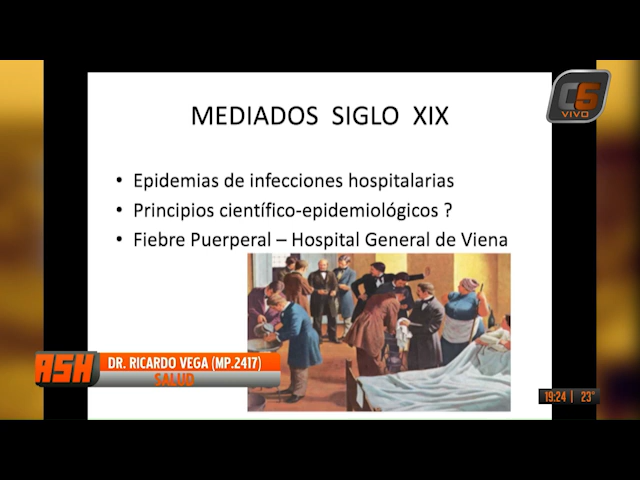 C5
VIVO
MEDIADOS SIGLO XIX
• Epidemias de infecciones hospitalarias
• Principios científico-epidemiológicos ?
• Fiebre Puerperal – Hospital General de Viena
ASH
DR. RICARDO VEGA (MP.2417)
SALUD
19:24 | 23°